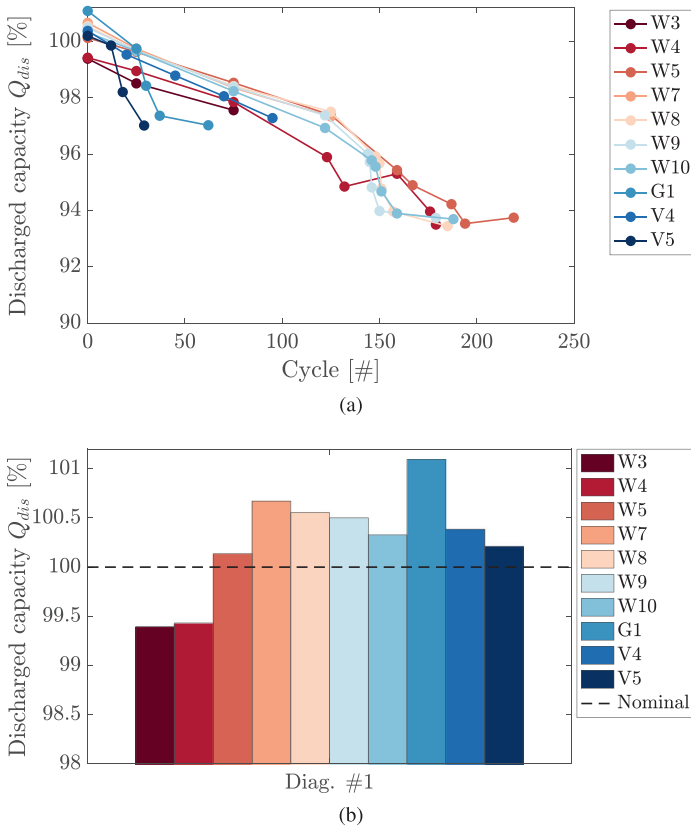 Discharged capacity Q_dis [%]
100
98
96
94
92
90
0
50
100
150
200
250
Cycle [#]
W3
W4
W5
W7
W8
W9
W10
G1
V4
V5
(a)
Discharged capacity Q_dis [%]
101
100.5
100
99.5
99
98.5
98
Diag. #1
W3
W4
W5
W7
W8
W9
W10
G1
V4
V5
Nominal
(b)